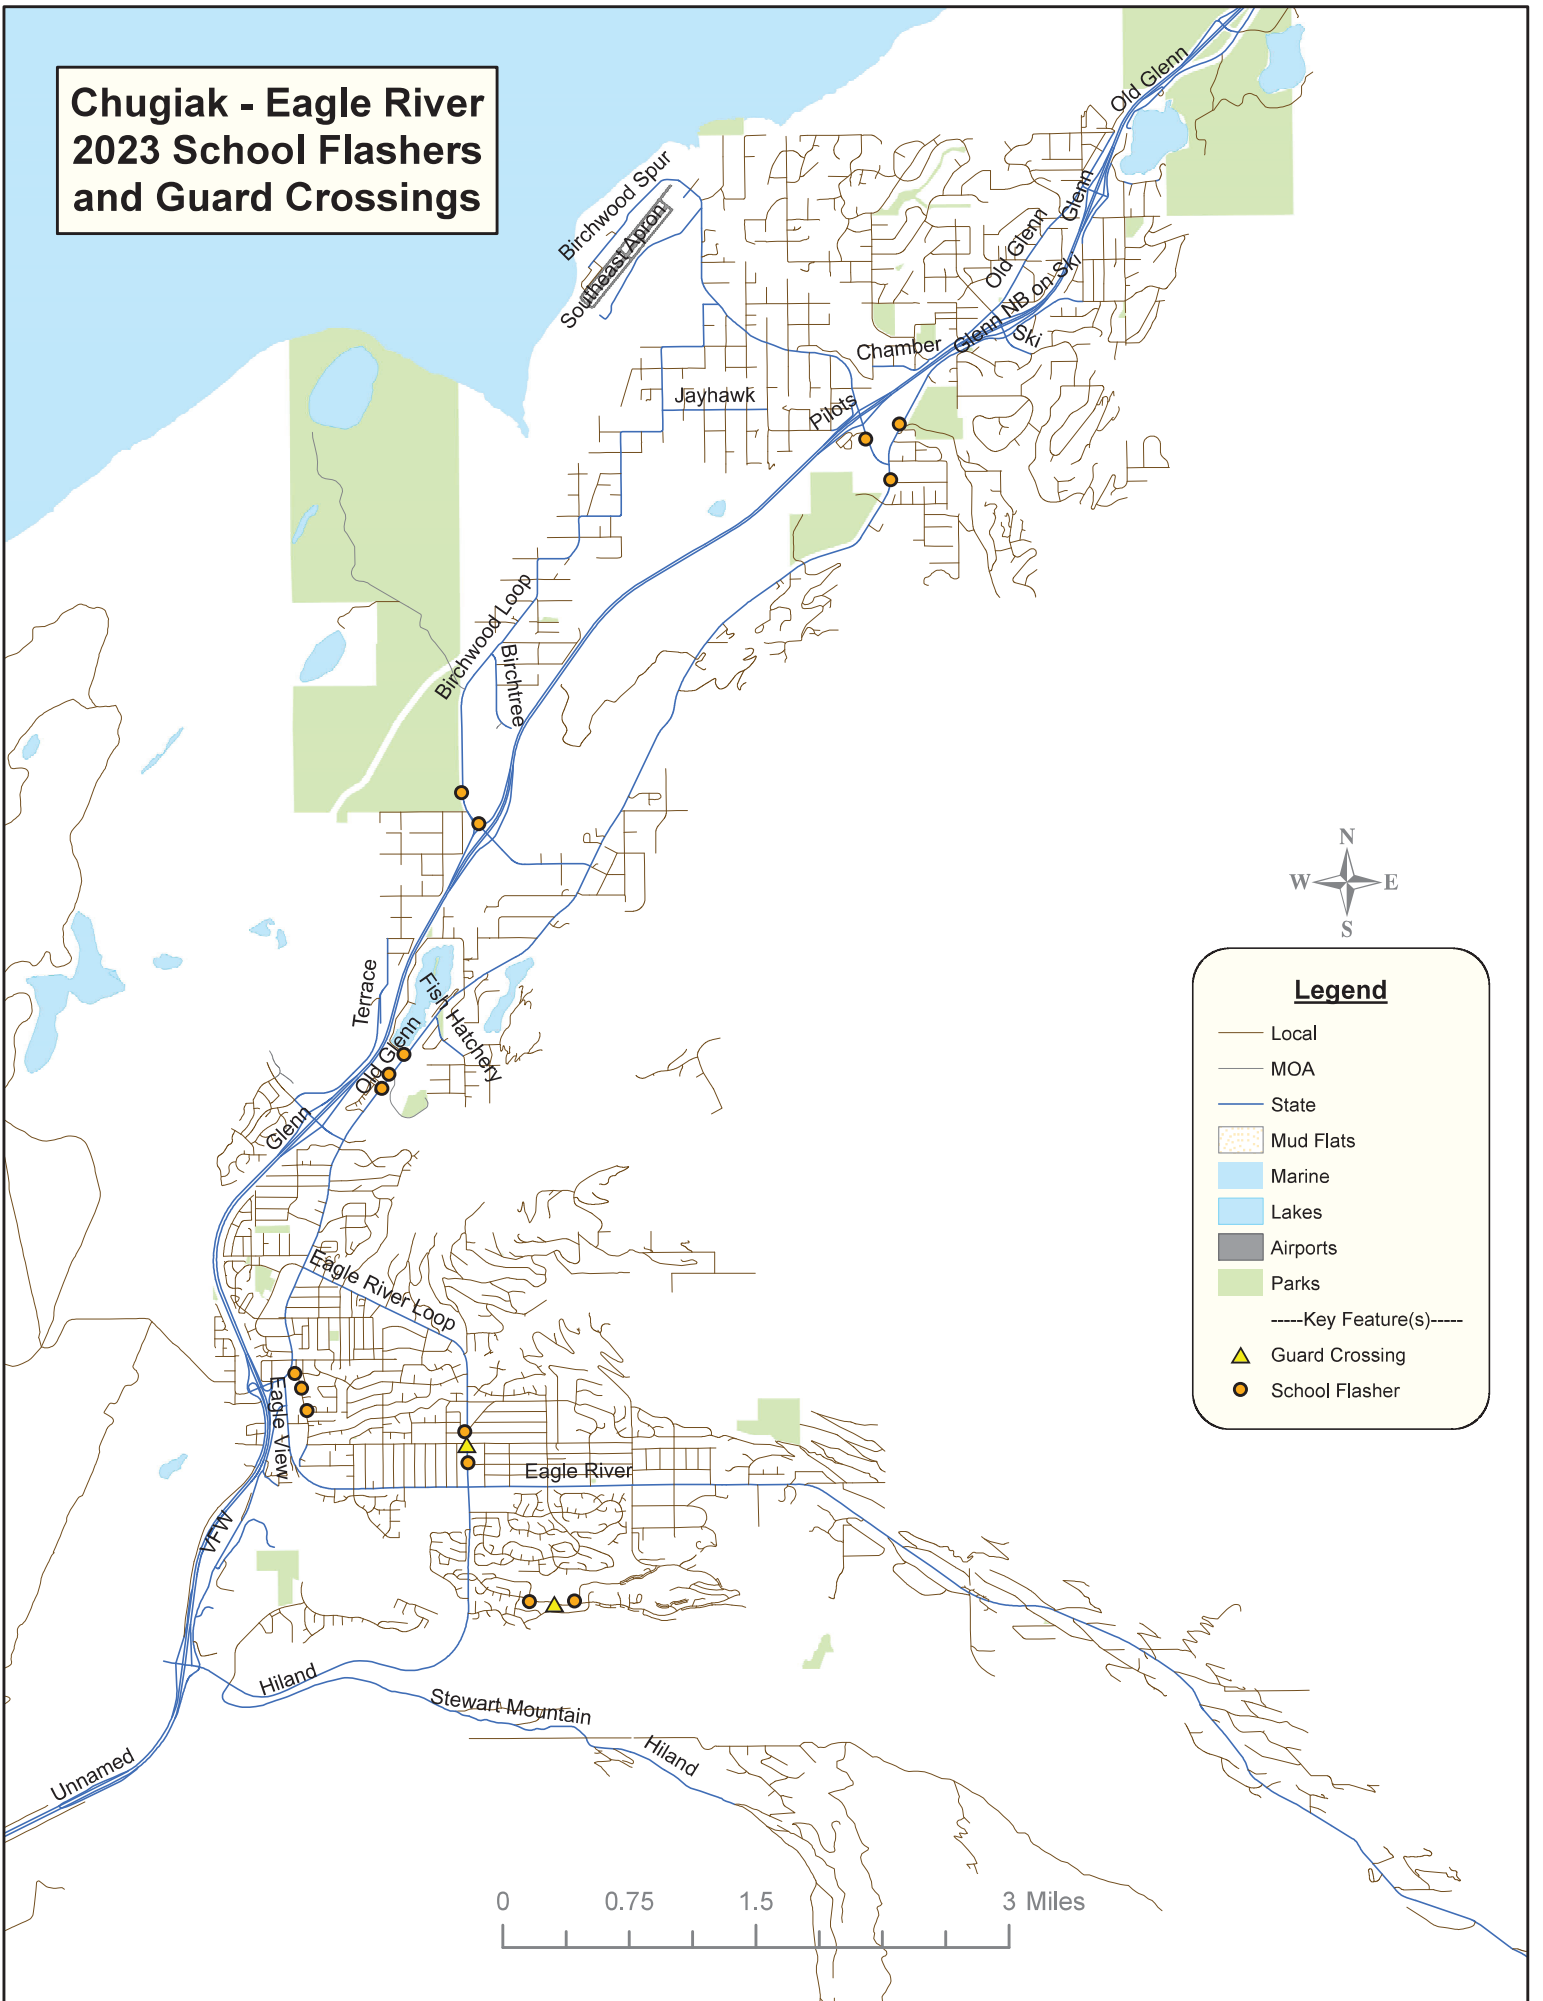 Chugiak - Eagle River
2023 School Flashers
and Guard Crossings
Old Glenn
Birchwood Spur
Southeast Apron
Glenn
Old Glenn
Glenn NB on Ski
Ski
Chamber
Jayhawk
Pilots
Birchwood Loop
Birchtree
Terrace
Fish Hatchery
Old Glenn
Glenn
Eagle River Loop
Eagle View
Eagle River
VFW
Hiland
Stewart Mountain
Hiland
Unnamed
N
W E
S
Legend
Local
MOA
State
Mud Flats
Marine
Lakes
Airports
Parks
-----Key Feature(s)-----
Guard Crossing
School Flasher
0 0.75 1.5 3 Miles